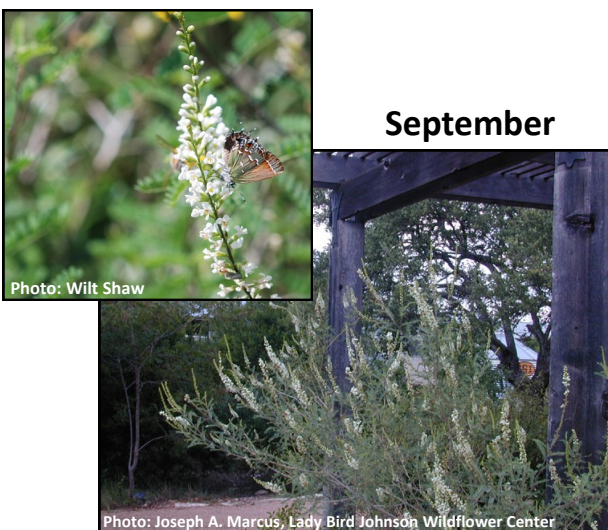 September
Photo: Wilt Shaw
Photo: Joseph A. Marcus, Lady Bird Johnson Wildflower Center